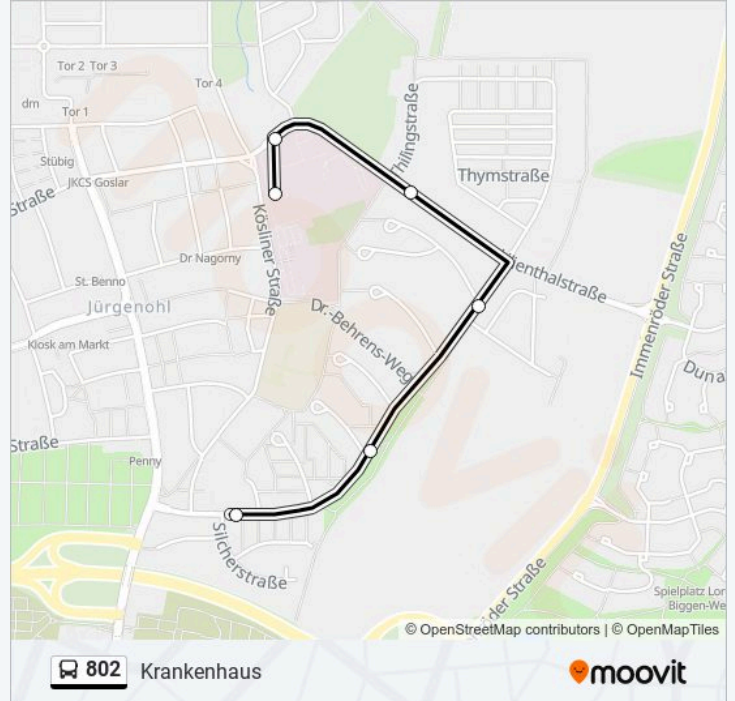 Tor 2 Tor 3
Tor 4
dm
Tor 1
Thilingstraße
Stübig
Thymstraße
JKCS Goslar
Straße
Kösliner Straße
Dr Nagorny
St. Benno
Jürgenohl
Dr.-Behrens-Weg
Immenröder Straße
Kiosk am Markt
Duna
Straße
Penny
Silcherstraße
Spielplatz Lor
Biggen-We
© OpenStreetMap contributors | © OpenMapTiles
802 Krankenhaus
moovit